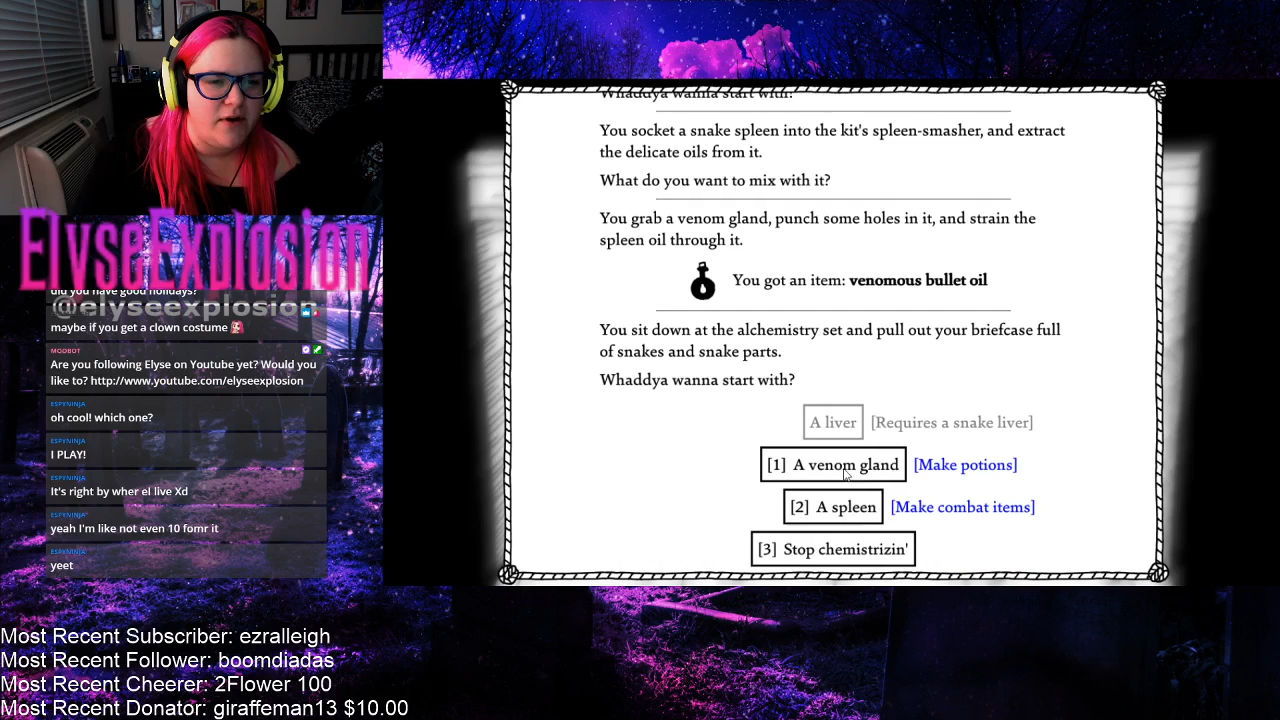 Whaddya wanna start with?
You socket a snake spleen into the kit's spleen-smasher, and extract
the delicate oils from it.
What do you want to mix with it?
You grab a venom gland, punch some holes in it, and strain the
spleen oil through it.
You got an item: venomous bullet oil
You sit down at the alchemistry set and pull out your briefcase full
of snakes and snake parts.
Whaddya wanna start with?
A liver [Requires a snake liver]
[1] A venom gland [Make potions]
[2] A spleen [Make combat items]
[3] Stop chemistrizin'
ElyseExplosion
did you have good holidays?
@elyseexplosion
maybe if you get a clown costume
MODBOT
Are you following Elyse on Youtube yet? Would you
like to? http://www.youtube.com/elyseexplosion
ESPYNINJA
oh cool! which one?
ESPYNINJA
I PLAY!
ESPYNINJA
It's right by wher eI live Xd
ESPYNINJA
yeah I'm like not even 10 fomr it
ESPYNINJA
yeet
Most Recent Subscriber: ezralleigh
Most Recent Follower: boomdiadas
Most Recent Cheerer: 2Flower 100
Most Recent Donator: giraffeman13 $10.00